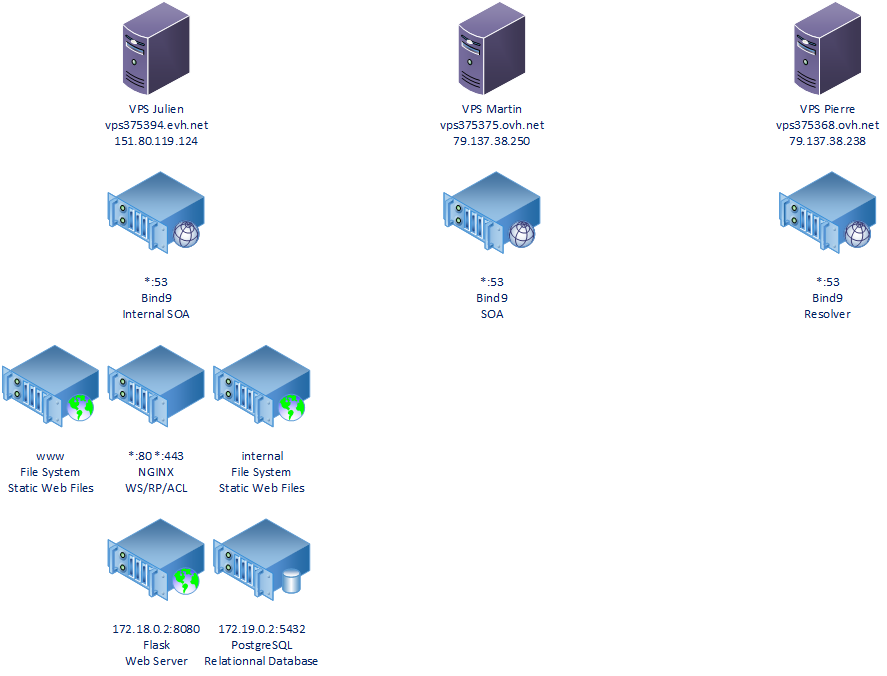 VPS Julien
vps375394.evh.net
151.80.119.124
VPS Martin
vps375375.ovh.net
79.137.38.250
VPS Pierre
vps375368.ovh.net
79.137.38.238
*:53
Bind9
Internal SOA
*:53
Bind9
SOA
*:53
Bind9
Resolver
www
File System
Static Web Files
*:80 *:443
NGINX
WS/RP/ACL
internal
File System
Static Web Files
172.18.0.2:8080
Flask
Web Server
172.19.0.2:5432
PostgreSQL
Relationnal Database